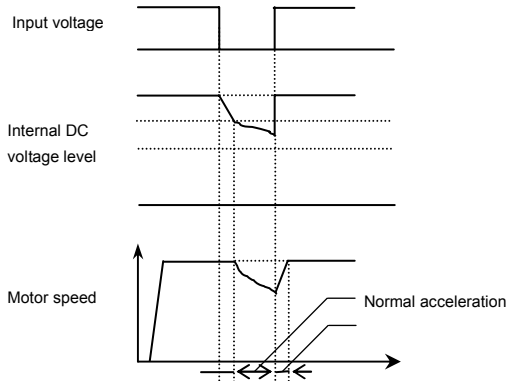 Input voltage
Internal DC
voltage level
Motor speed
Normal acceleration